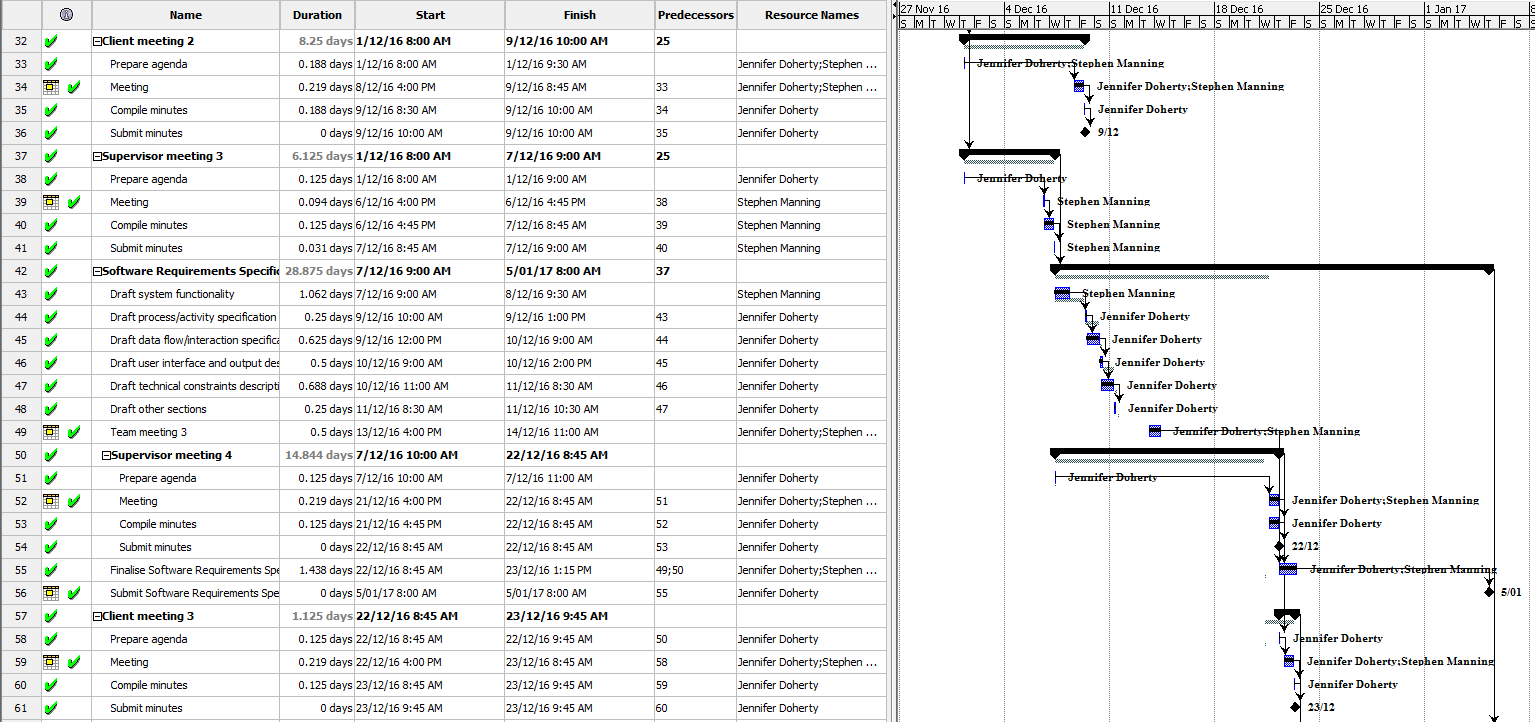 Name Duration Start Finish Predecessors Resource Names
27 Nov 16 4 Dec 16 11 Dec 16 18 Dec 16 25 Dec 16 1 Jan 17
S M T W T F S S M T W T F S S M T W T F S S M T W T F S S M T W T F S S M T W T F S
32 Client meeting 2 8.25 days 1/12/16 8:00 AM 9/12/16 10:00 AM 25
33 Prepare agenda 0.188 days 1/12/16 8:00 AM 1/12/16 9:30 AM Jennifer Doherty;Stephen ... Jennifer Doherty;Stephen Manning
34 Meeting 0.219 days 8/12/16 4:00 PM 9/12/16 8:45 AM 33 Jennifer Doherty;Stephen ... Jennifer Doherty;Stephen Manning
35 Compile minutes 0.188 days 9/12/16 8:30 AM 9/12/16 10:00 AM 34 Jennifer Doherty Jennifer Doherty
36 Submit minutes 0 days 9/12/16 10:00 AM 9/12/16 10:00 AM 35 Jennifer Doherty 9/12
37 Supervisor meeting 3 6.125 days 1/12/16 8:00 AM 7/12/16 9:00 AM 25
38 Prepare agenda 0.125 days 1/12/16 8:00 AM 1/12/16 9:00 AM Jennifer Doherty Jennifer Doherty
39 Meeting 0.094 days 6/12/16 4:00 PM 6/12/16 4:45 PM 38 Stephen Manning Stephen Manning
40 Compile minutes 0.125 days 6/12/16 4:45 PM 7/12/16 8:45 AM 39 Stephen Manning Stephen Manning
41 Submit minutes 0.031 days 7/12/16 8:45 AM 7/12/16 9:00 AM 40 Stephen Manning Stephen Manning
42 Software Requirements Specific 28.875 days 7/12/16 9:00 AM 5/01/17 8:00 AM 37
43 Draft system functionality 1.062 days 7/12/16 9:00 AM 8/12/16 9:30 AM Stephen Manning Stephen Manning
44 Draft process/activity specification 0.25 days 9/12/16 10:00 AM 9/12/16 1:00 PM 43 Jennifer Doherty Jennifer Doherty
45 Draft data flow/interaction specifica 0.625 days 9/12/16 12:00 PM 10/12/16 9:00 AM 44 Jennifer Doherty Jennifer Doherty
46 Draft user interface and output des 0.5 days 10/12/16 9:00 AM 10/12/16 2:00 PM 45 Jennifer Doherty Jennifer Doherty
47 Draft technical constraints descripti 0.688 days 10/12/16 11:00 AM 11/12/16 8:30 AM 46 Jennifer Doherty Jennifer Doherty
48 Draft other sections 0.25 days 11/12/16 8:30 AM 11/12/16 10:30 AM 47 Jennifer Doherty Jennifer Doherty
49 Team meeting 3 0.5 days 13/12/16 4:00 PM 14/12/16 11:00 AM Jennifer Doherty;Stephen ... Jennifer Doherty;Stephen Manning
50 Supervisor meeting 4 14.844 days 7/12/16 10:00 AM 22/12/16 8:45 AM
51 Prepare agenda 0.125 days 7/12/16 10:00 AM 7/12/16 11:00 AM Jennifer Doherty Jennifer Doherty
52 Meeting 0.219 days 21/12/16 4:00 PM 22/12/16 8:45 AM 51 Jennifer Doherty;Stephen ... Jennifer Doherty;Stephen Manning
53 Compile minutes 0.125 days 21/12/16 4:45 PM 22/12/16 8:45 AM 52 Jennifer Doherty Jennifer Doherty
54 Submit minutes 0 days 22/12/16 8:45 AM 22/12/16 8:45 AM 53 Jennifer Doherty 22/12
55 Finalise Software Requirements Spe 1.438 days 22/12/16 8:45 AM 23/12/16 1:15 PM 49;50 Jennifer Doherty;Stephen ... Jennifer Doherty;Stephen Manning
56 Submit Software Requirements Spe 0 days 5/01/17 8:00 AM 5/01/17 8:00 AM 55 Jennifer Doherty 5/01
57 Client meeting 3 1.125 days 22/12/16 8:45 AM 23/12/16 9:45 AM
58 Prepare agenda 0.125 days 22/12/16 8:45 AM 22/12/16 9:45 AM 50 Jennifer Doherty Jennifer Doherty
59 Meeting 0.219 days 22/12/16 4:00 PM 23/12/16 8:45 AM 58 Jennifer Doherty;Stephen ... Jennifer Doherty;Stephen Manning
60 Compile minutes 0.125 days 23/12/16 8:45 AM 23/12/16 9:45 AM 59 Jennifer Doherty Jennifer Doherty
61 Submit minutes 0 days 23/12/16 9:45 AM 23/12/16 9:45 AM 60 Jennifer Doherty 23/12